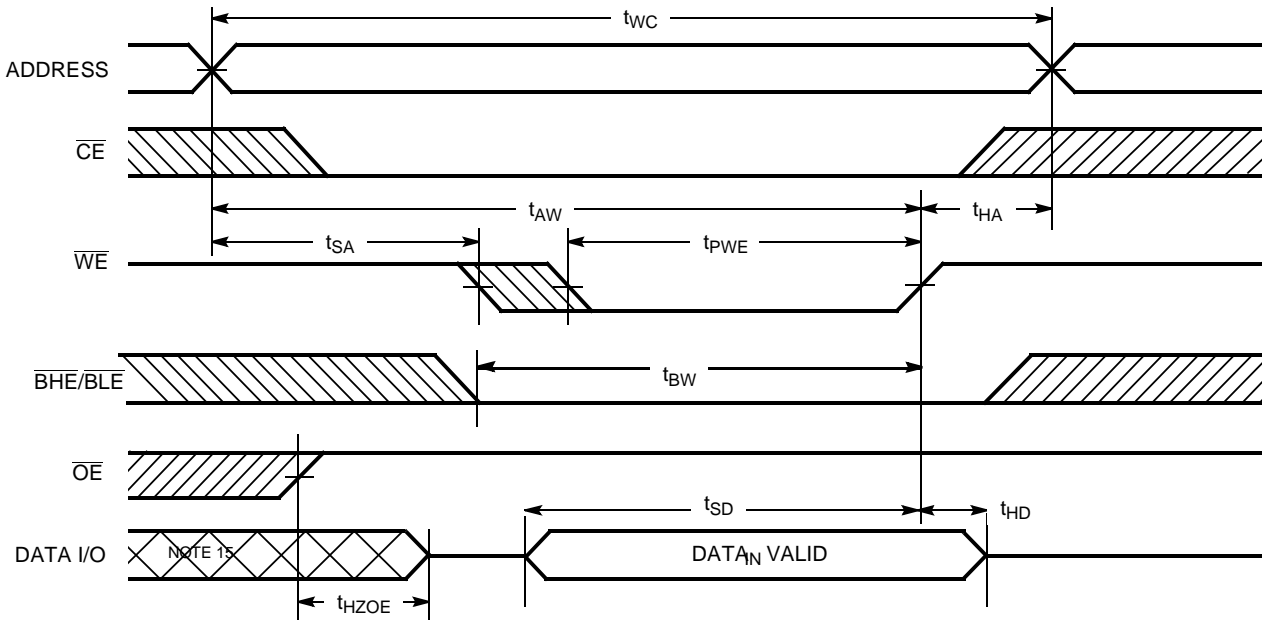 tWC
ADDRESS
CE
tAW
tHA
tSA
tPWE
WE
BHE/BLE
tBW
OE
tSD
tHD
DATA I/O
NOTE 15
DATAIN VALID
tHZOE